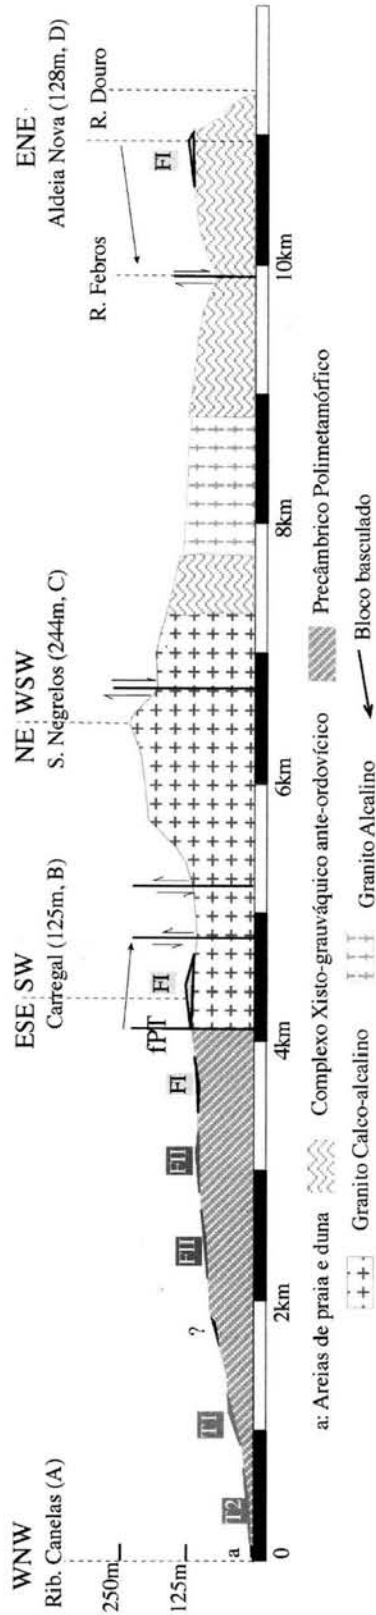 WNW
ESE SW
NE WSW
ENE
Rib. Canelas (A)
Carregal (125m, B)
S. Negrelos (244m, C)
Aldeia Nova (128m, D)
R. Febros
R. Douro
250m
125m
a
T2
T1
?
FII
FII
FI
fPT
FI
FI
0
2km
4km
6km
8km
10km
a: Areias de praia e duna
Complexo Xisto-grauváquico ante-ordovícico
Precâmbrico Polimetamórfico
Granito Calco-alcalino
Granito Alcalino
Bloco basculado